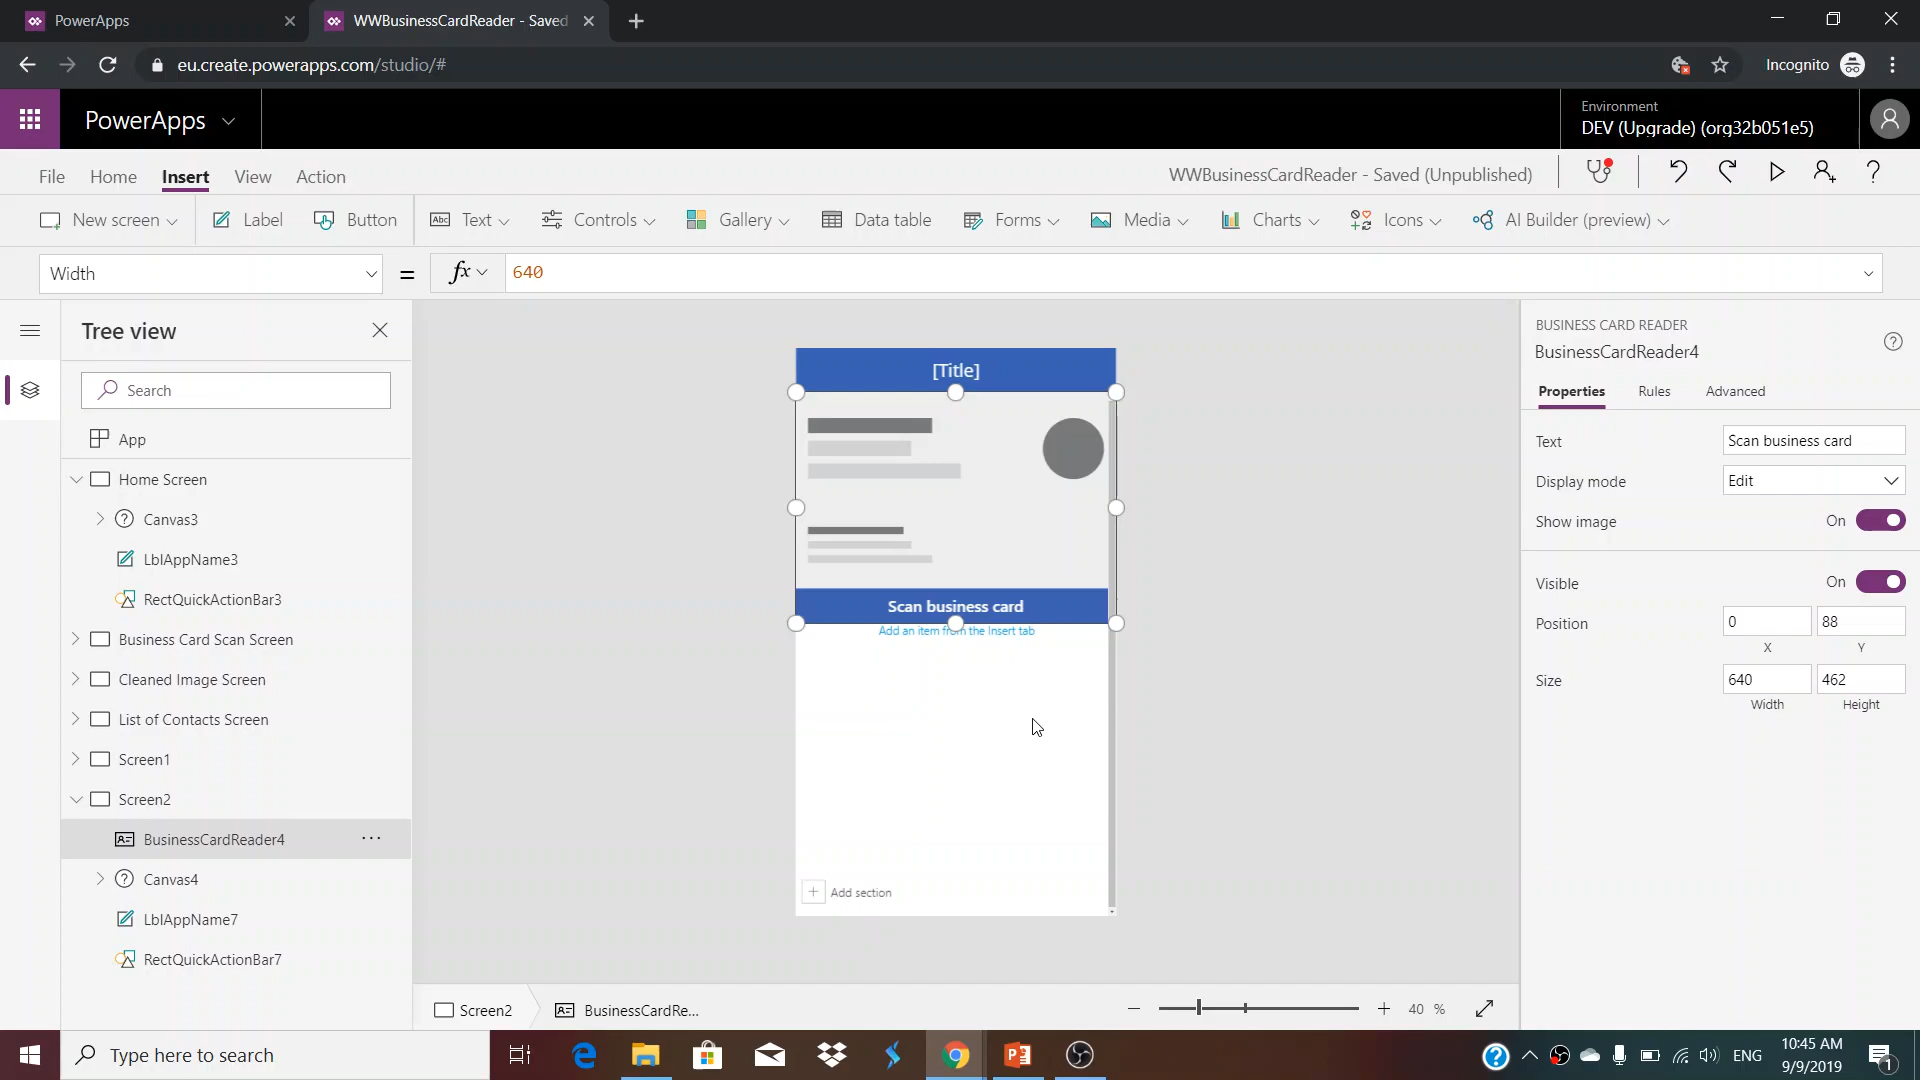 PowerApps
WWBusinessCardReader - Saved
eu.create.powerapps.com/studio/#
Incognito
PowerApps
Environment
DEV (Upgrade) (org32b051e5)
File Home Insert View Action
WWBusinessCardReader - Saved (Unpublished)
New screen Label Button Abc Text Controls Gallery Data table Forms Media Charts Icons AI Builder (preview)
Width = fx 640
Tree view
Search
App
Home Screen
Canvas3
LblAppName3
RectQuickActionBar3
Business Card Scan Screen
Cleaned Image Screen
List of Contacts Screen
Screen1
Screen2
BusinessCardReader4 ...
Canvas4
LblAppName7
RectQuickActionBar7
[Title]
Scan business card
Add an item from the Insert tab
Add section
Screen2 BusinessCardRe...
40 %
BUSINESS CARD READER
BusinessCardReader4
Properties Rules Advanced
Text Scan business card
Display mode Edit
Show image On
Visible On
Position 0 88
X Y
Size 640 462
Width Height
Type here to search
ENG
10:45 AM
9/9/2019
1